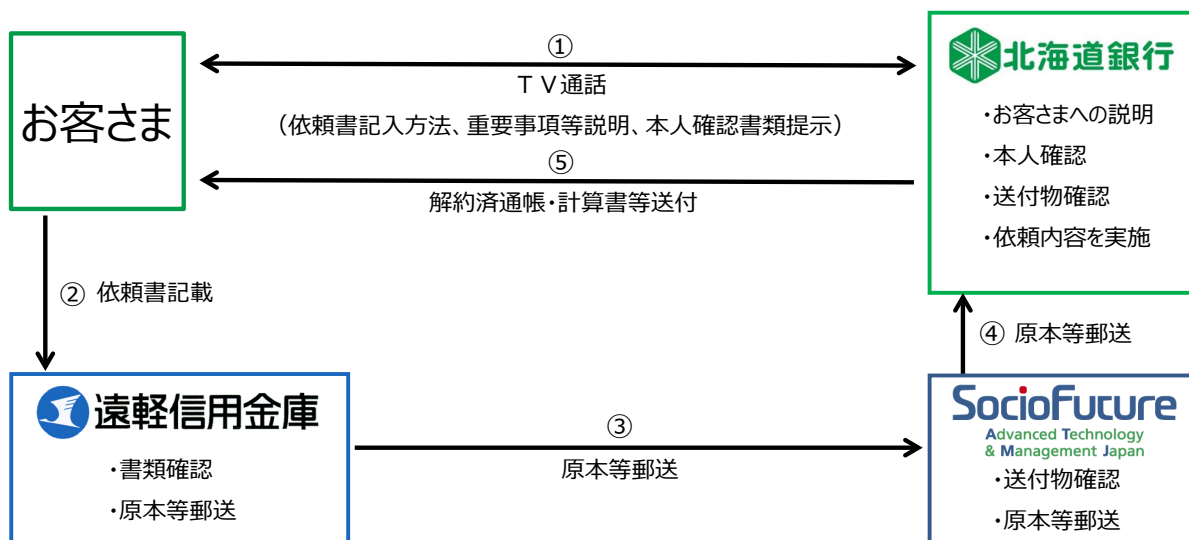 お客さま
①
ＴＶ通話
（依頼書記入方法、重要事項等説明、本人確認書類提示）
⑤
解約済通帳・計算書等送付
北海道銀行
・お客さまへの説明
・本人確認
・送付物確認
・依頼内容を実施
② 依頼書記載
④ 原本等郵送
遠軽信用金庫
・書類確認
・原本等郵送
③
原本等郵送
SocioFuture
Advanced Technology
& Management Japan
・送付物確認
・原本等郵送